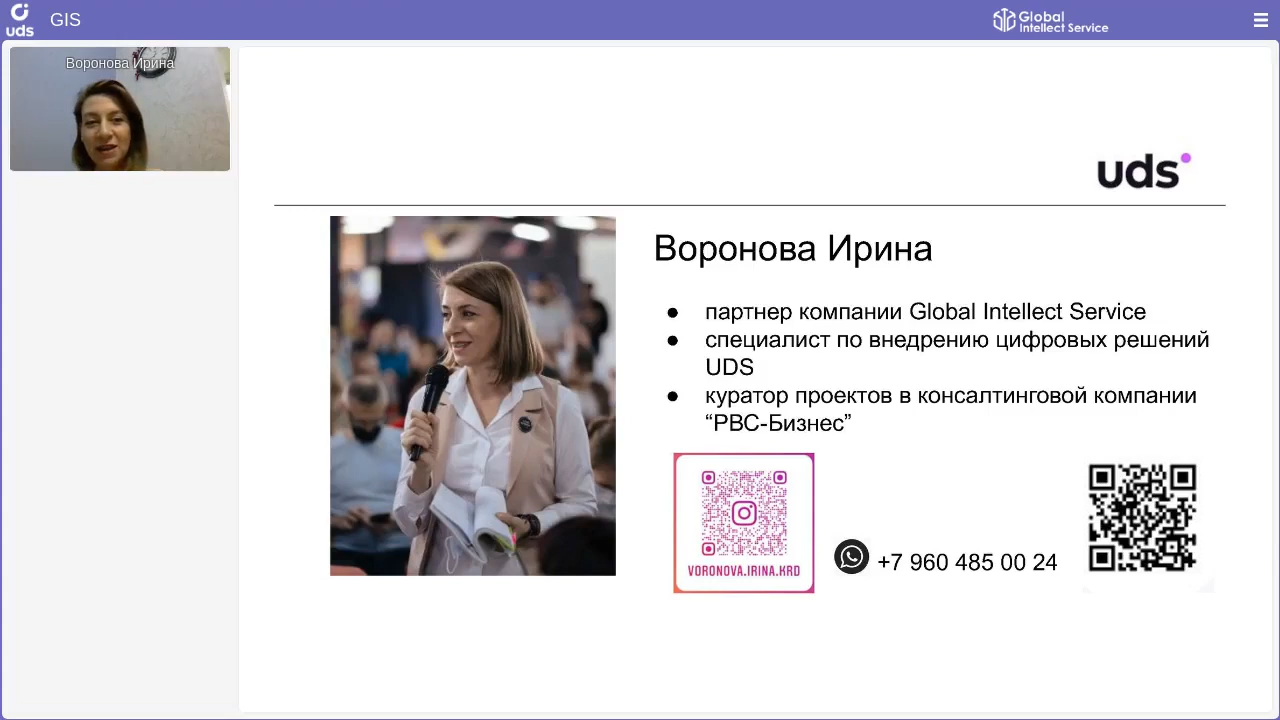 uds
GIS
Global
Intellect Service
Воронова Ирина
uds
Воронова Ирина
● партнер компании Global Intellect Service
● специалист по внедрению цифровых решений
UDS
● куратор проектов в консалтинговой компании
“РВС-Бизнес”
VORONOVA.IRINA.KRD
+7 960 485 00 24